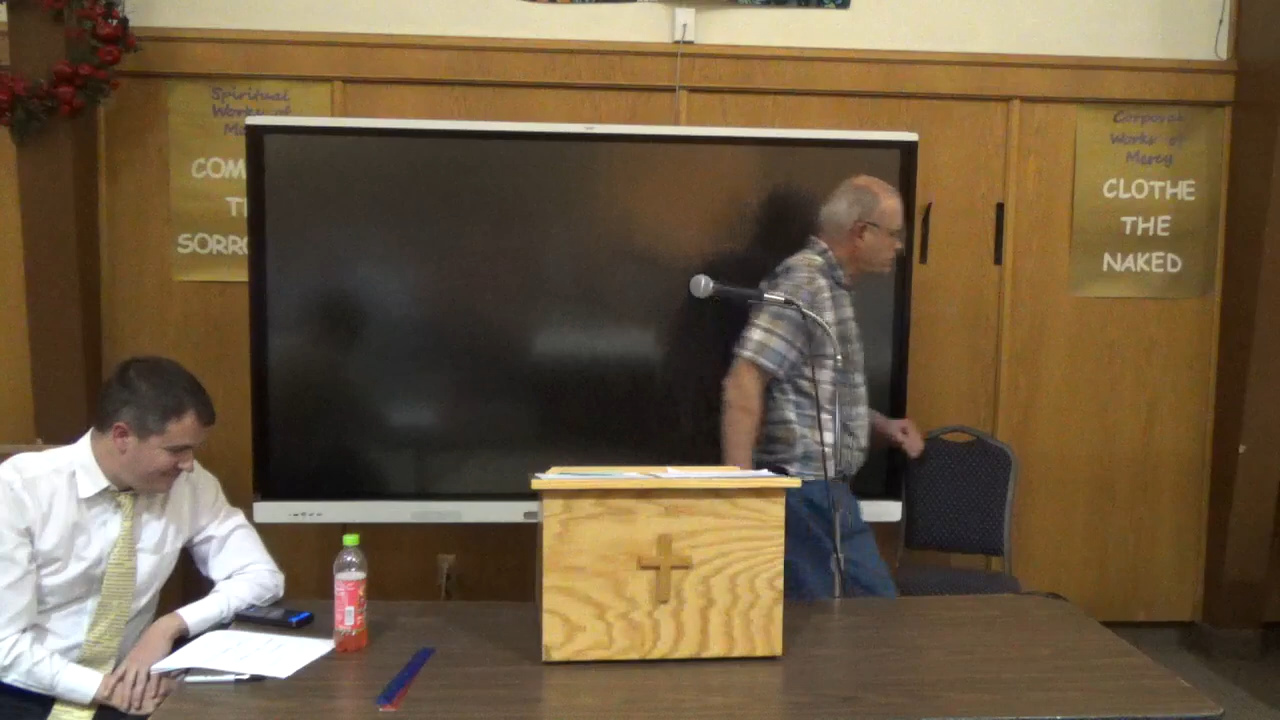 Spiritual
Works of
COM
SORRO
Corporal
Works of
Mercy
CLOTHE
THE
NAKED